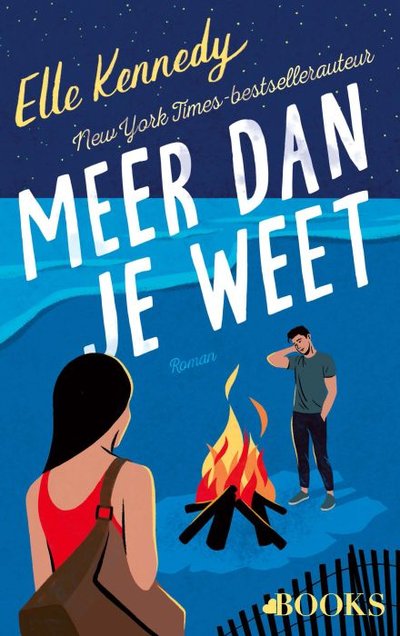 Elle Kennedy
New York Times-bestsellerauteur
MEER DAN
JE WEET
Roman
BOOKS